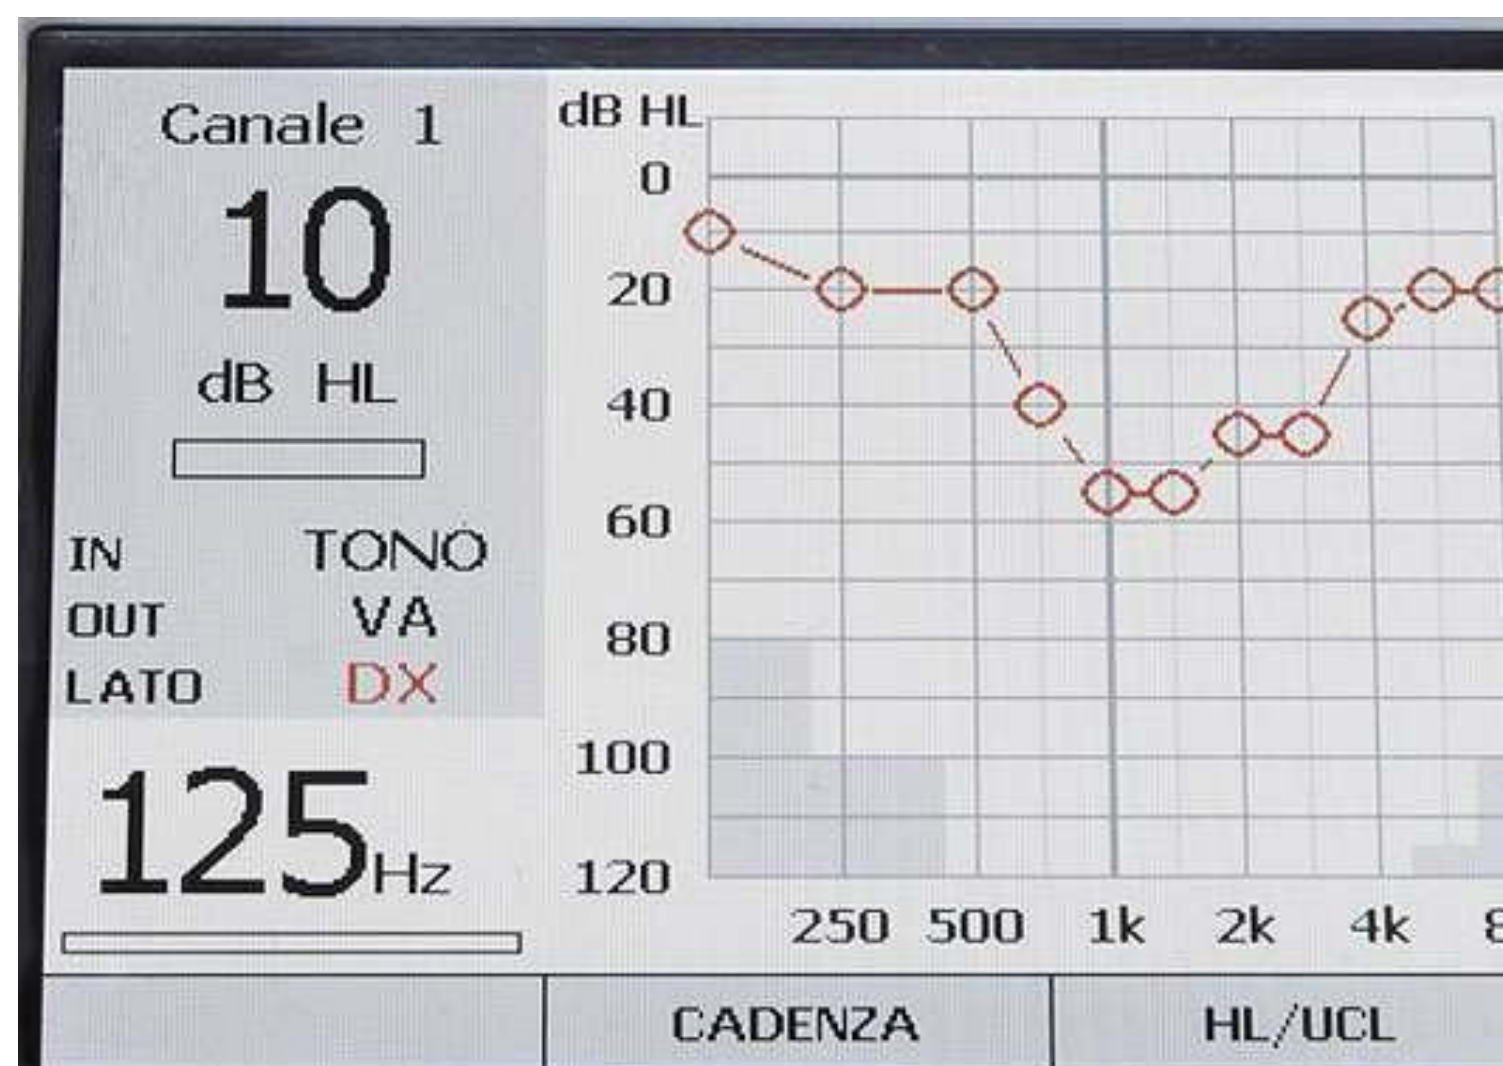 Canale 1
10
dB HL
IN TONO
OUT VA
LATO DX
125Hz
dB HL
0
20
40
60
80
100
120
250 500 1k 2k 4k 8
CADENZA HL/UCL